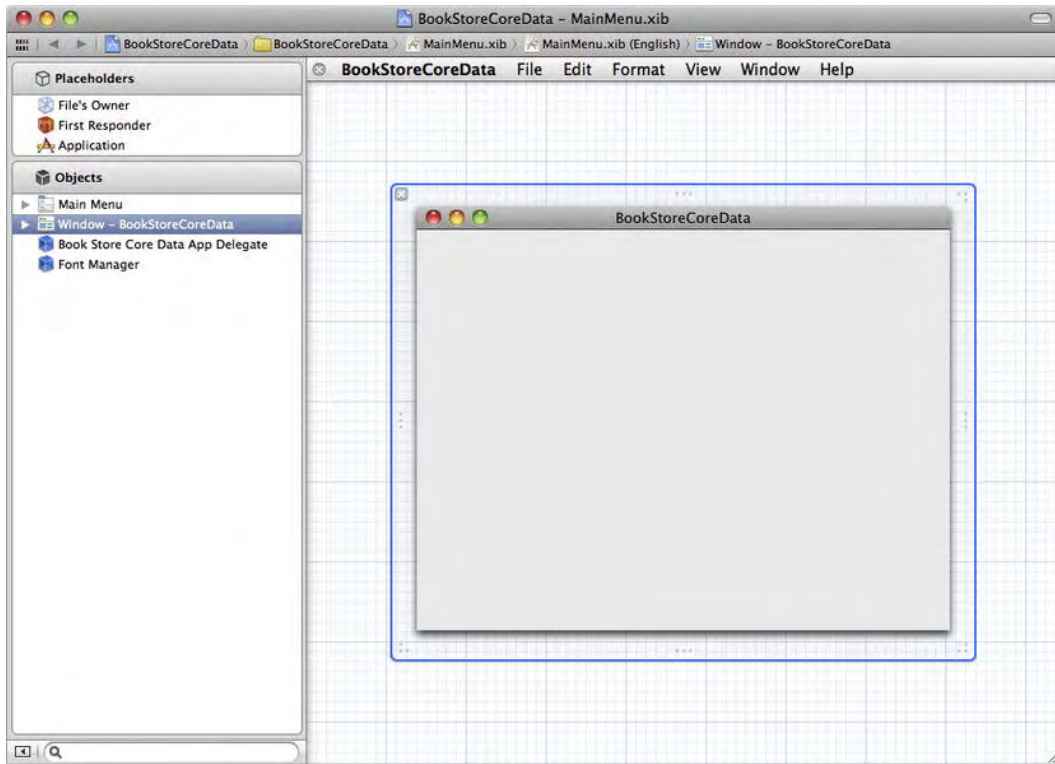 BookStoreCoreData – MainMenu.xib
BookStoreCoreData BookStoreCoreData MainMenu.xib MainMenu.xib (English) Window – BookStoreCoreData
Placeholders
File's Owner
First Responder
Application
Objects
Main Menu
Window – BookStoreCoreData
Book Store Core Data App Delegate
Font Manager
BookStoreCoreData File Edit Format View Window Help
BookStoreCoreData